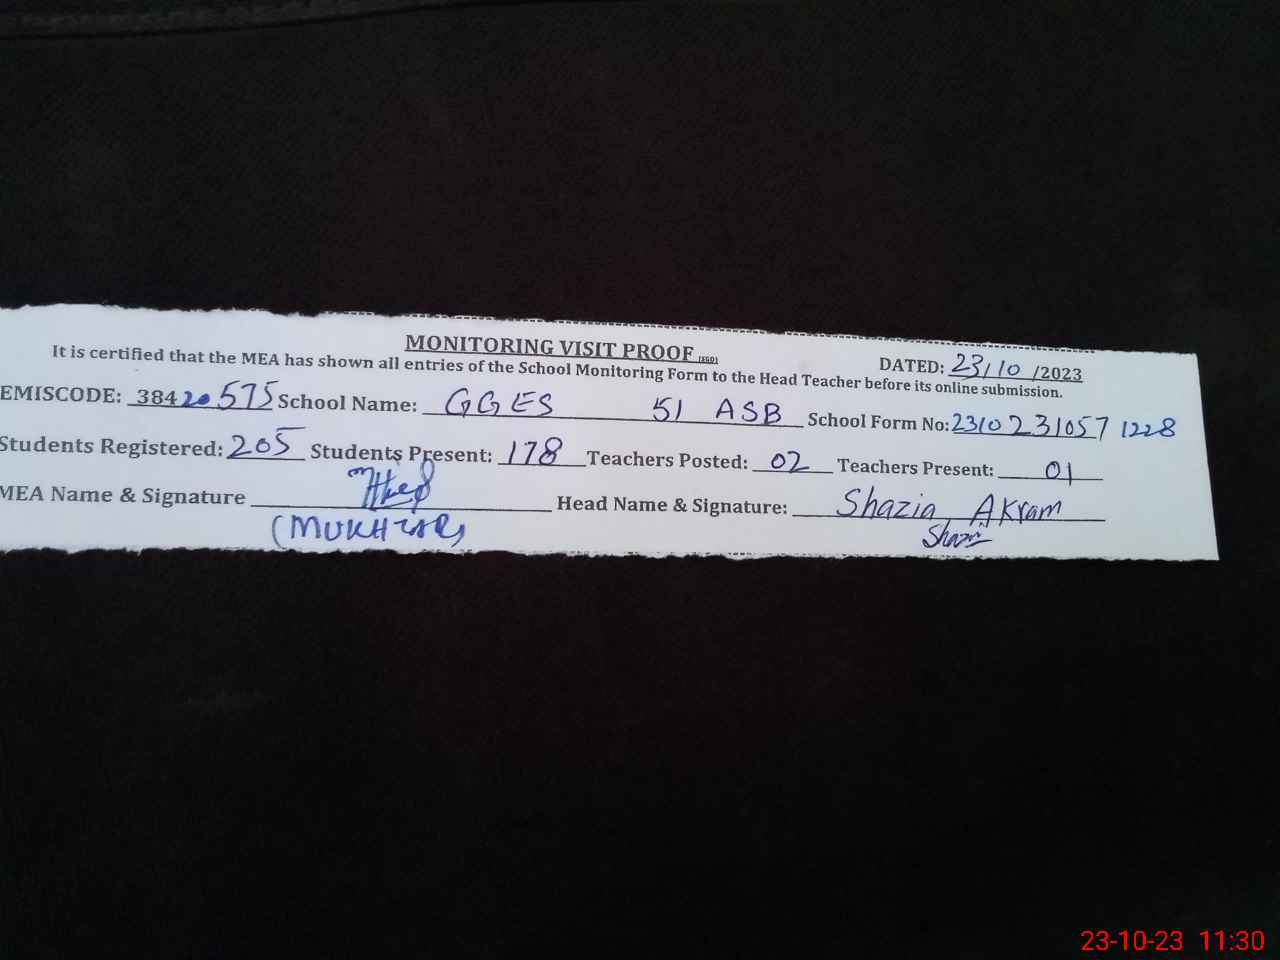 MONITORING VISIT PROOF
DATED: 23/10 /2023
It is certified that the MEA has shown all entries of the School Monitoring Form to the Head Teacher before its online submission.
EMISCODE: 38420575 School Name: GGES 51 ASB School Form No: 23102310571228
Students Registered: 205 Students Present: 178 Teachers Posted: 02 Teachers Present: 01
MEA Name & Signature Head Name & Signature: Shazia Akram
(MUKHTAR)
23-10-23 11:30